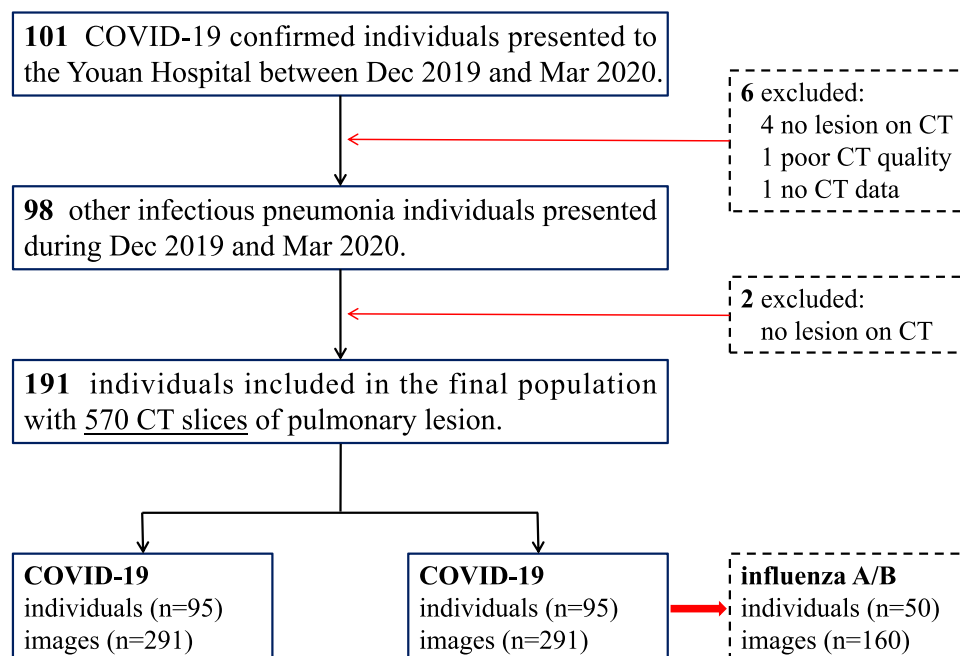 101 COVID-19 confirmed individuals presented to
the Youan Hospital between Dec 2019 and Mar 2020.
6 excluded:
4 no lesion on CT
1 poor CT quality
1 no CT data
98 other infectious pneumonia individuals presented
during Dec 2019 and Mar 2020.
2 excluded:
no lesion on CT
191 individuals included in the final population
with 570 CT slices of pulmonary lesion.
COVID-19
individuals (n=95)
images (n=291)
COVID-19
individuals (n=95)
images (n=291)
influenza A/B
individuals (n=50)
images (n=160)